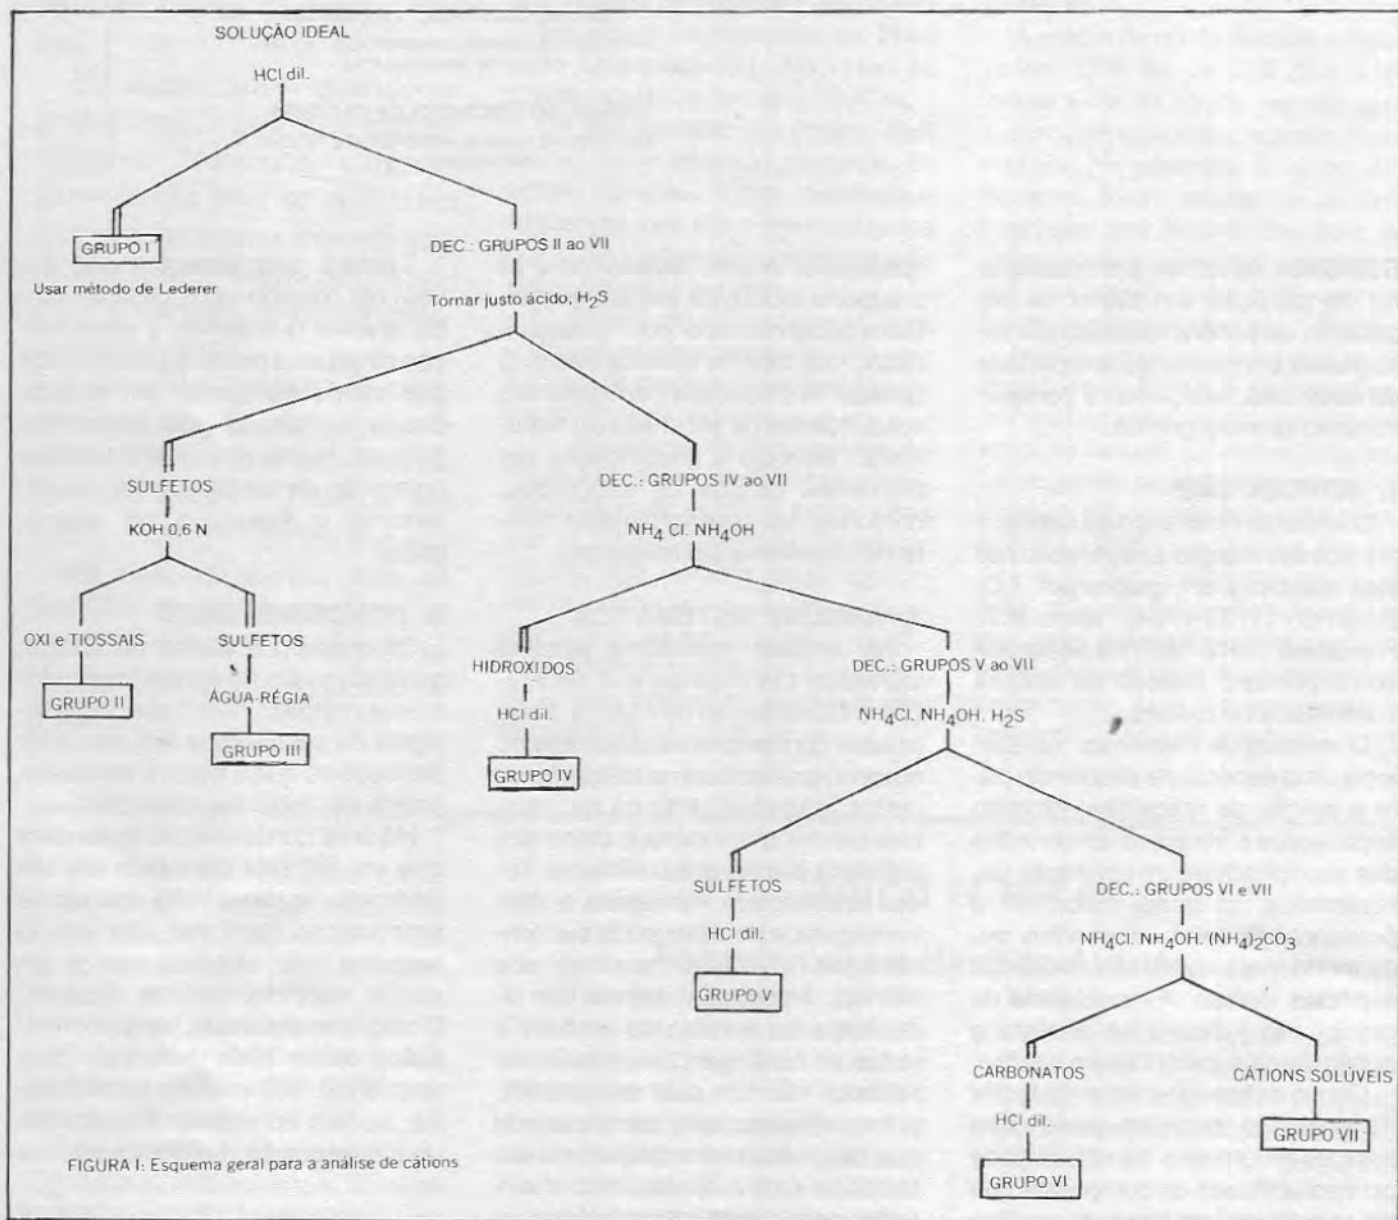 SOLUÇÃO IDEAL
HCl dil.
GRUPO I
Usar método de Lederer
DEC.: GRUPOS II ao VII
Tornar justo ácido, H2S
SULFETOS
KOH 0,6 N
DEC.: GRUPOS IV ao VII
NH4 Cl. NH4OH
OXI e TIOSSAIS
GRUPO II
SULFETOS
ÁGUA-RÉGIA
GRUPO III
HIDROXIDOS
HCl dil.
GRUPO IV
DEC.: GRUPOS V ao VII
NH4Cl. NH4OH. H2S
SULFETOS
HCl dil.
GRUPO V
DEC.: GRUPOS VI e VII
NH4Cl. NH4OH. (NH4)2CO3
CARBONATOS
HCl dil.
GRUPO VI
CÁTIONS SOLÚVEIS
GRUPO VII
FIGURA I: Esquema geral para a análise de cátions